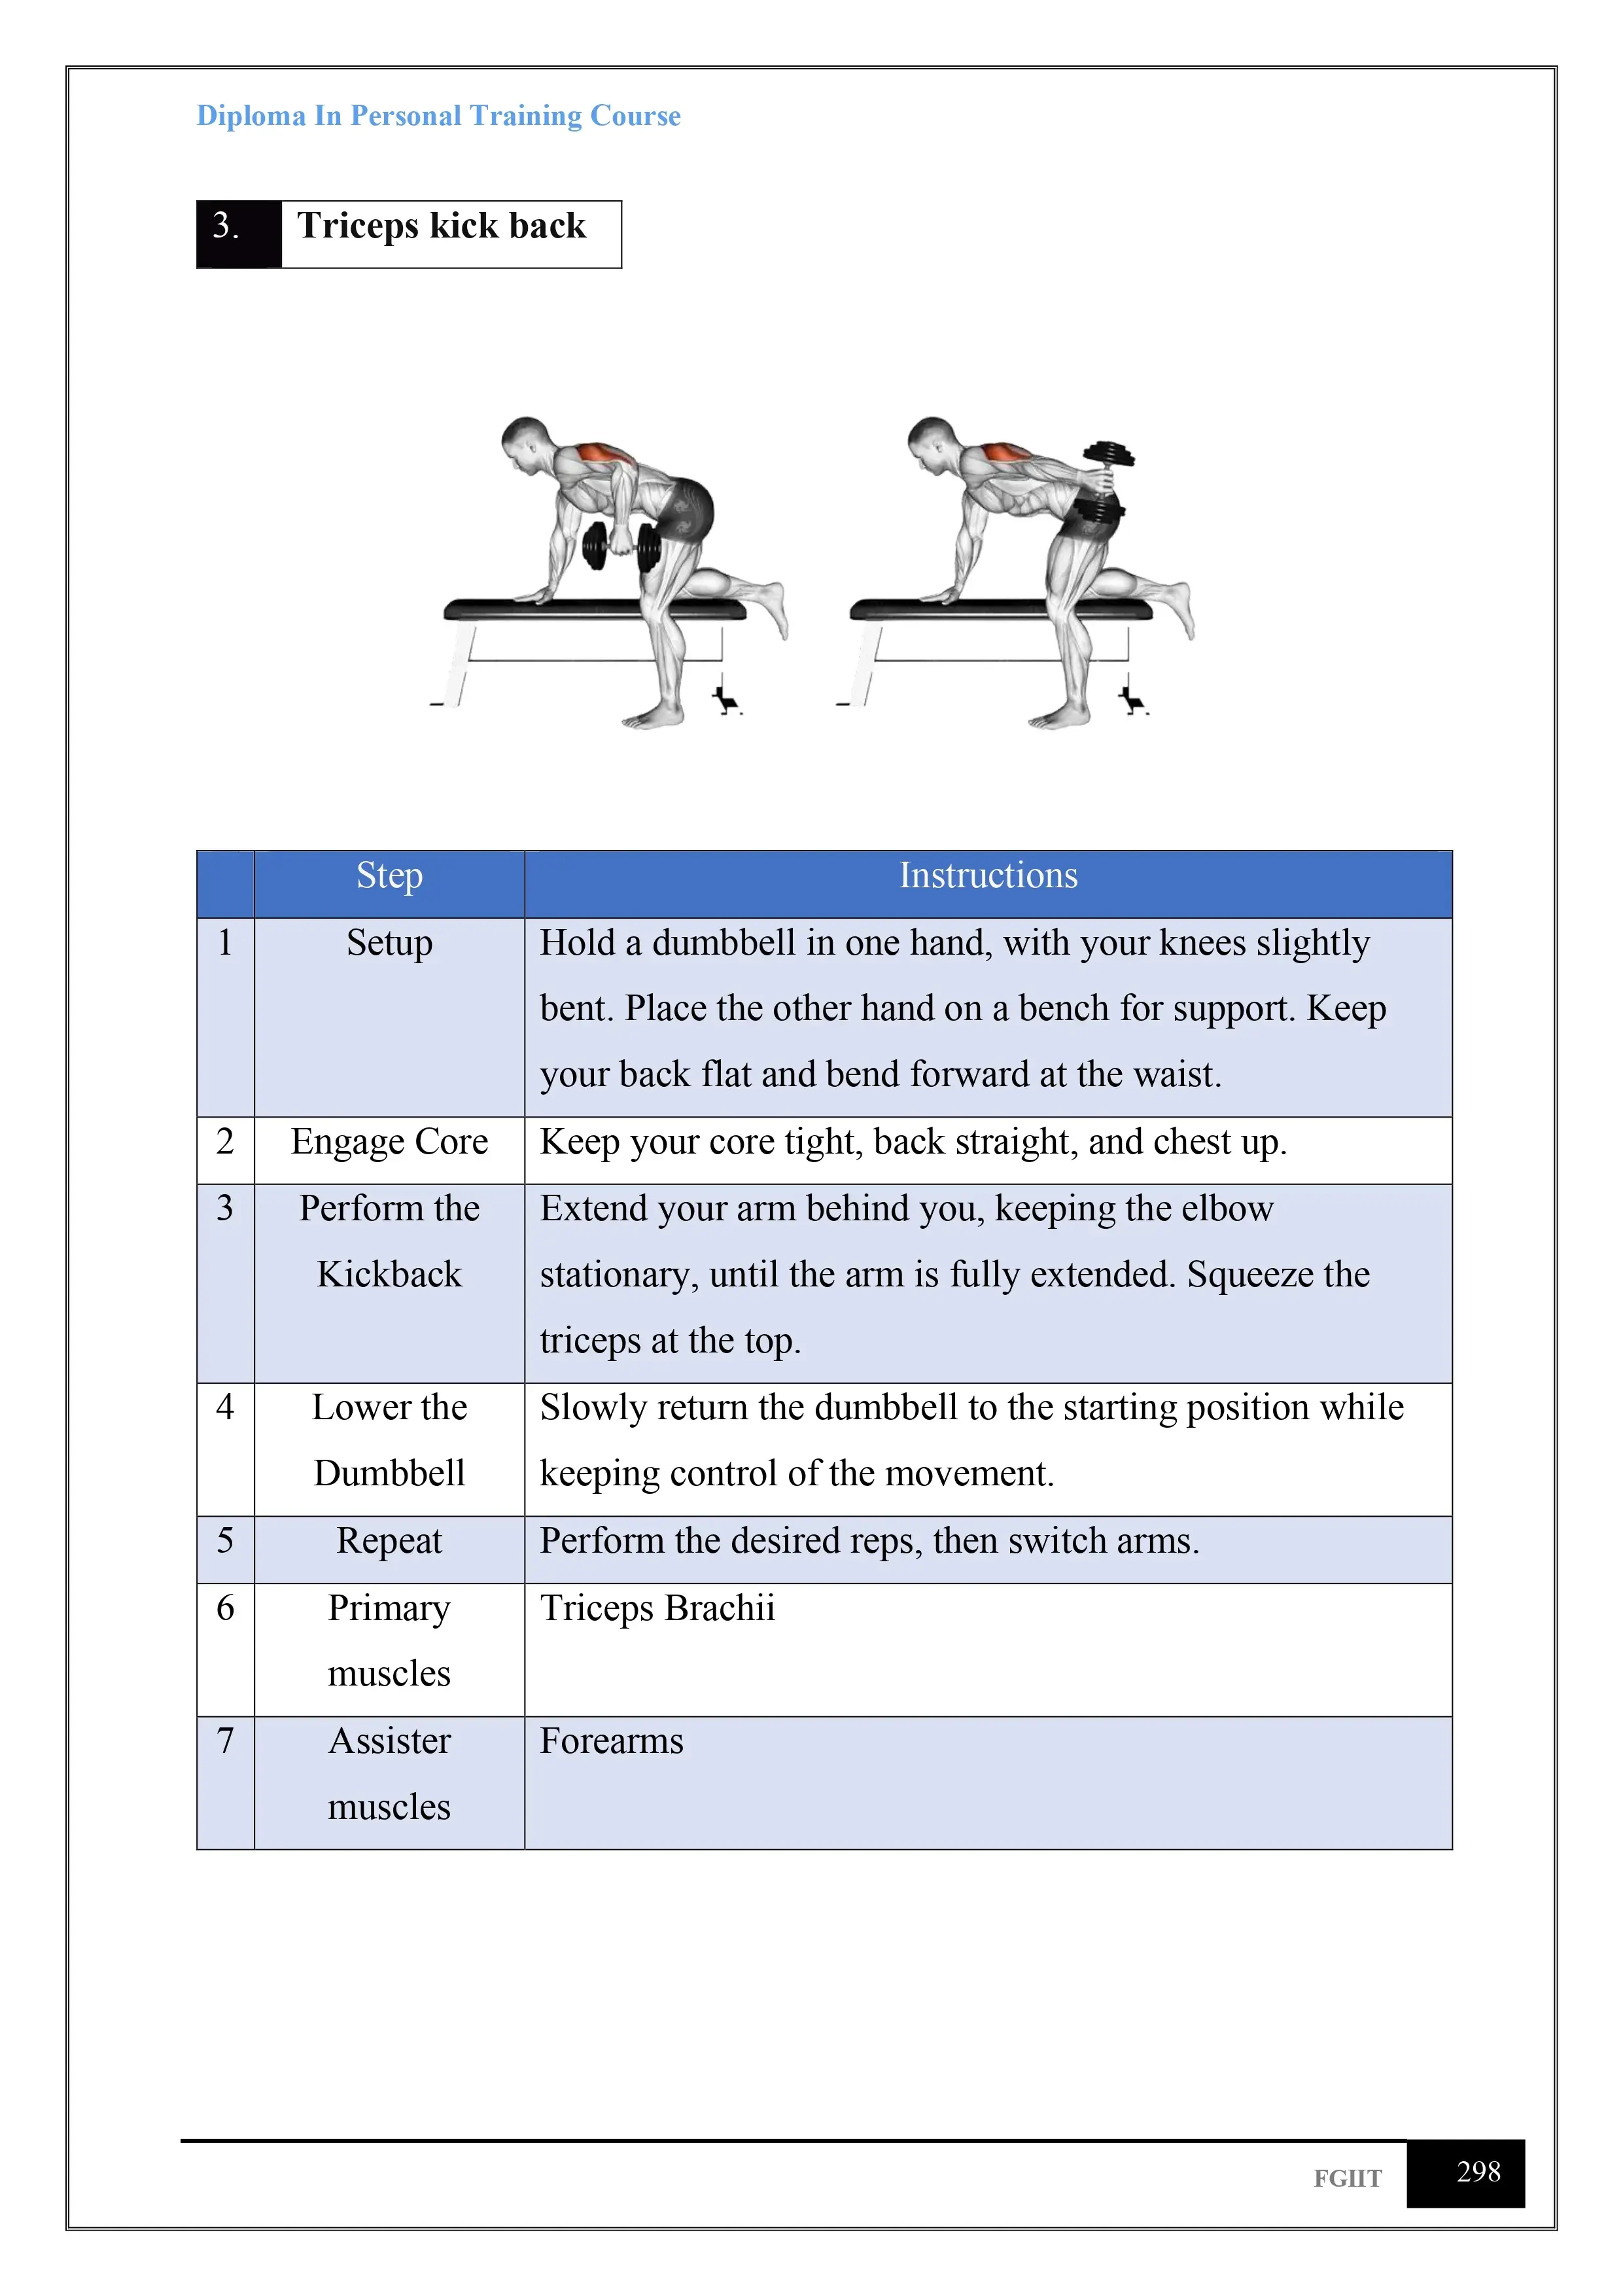 Diploma In Personal Training Course
3. Triceps kick back
Step Instructions
1 Setup Hold a dumbbell in one hand, with your knees slightly
bent. Place the other hand on a bench for support. Keep
your back flat and bend forward at the waist.
2 Engage Core Keep your core tight, back straight, and chest up.
3 Perform the Extend your arm behind you, keeping the elbow
Kickback stationary, until the arm is fully extended. Squeeze the
triceps at the top.
4 Lower the Slowly return the dumbbell to the starting position while
Dumbbell keeping control of the movement.
5 Repeat Perform the desired reps, then switch arms.
6 Primary Triceps Brachii
muscles
7 Assister Forearms
muscles
FGIIT 298